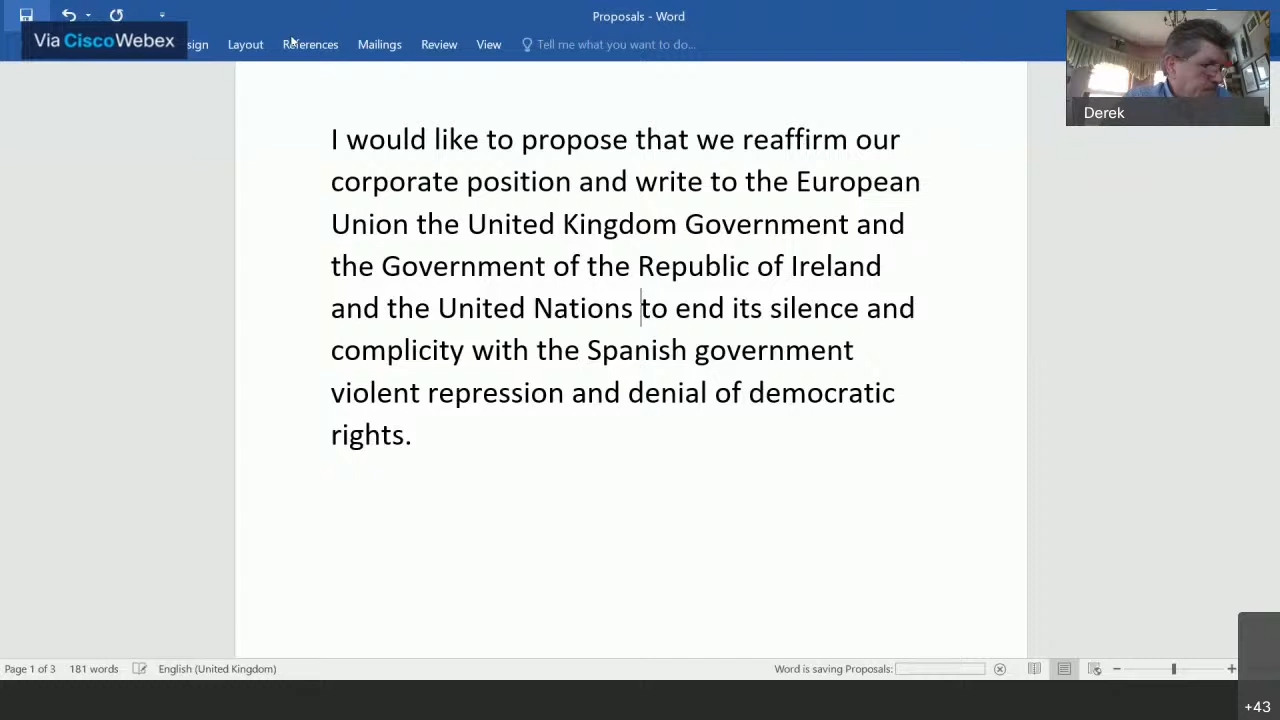 Proposals - Word
Via CiscoWebex
sign Layout References Mailings Review View Tell me what you want to do...
Derek
I would like to propose that we reaffirm our
corporate position and write to the European
Union the United Kingdom Government and
the Government of the Republic of Ireland
and the United Nations to end its silence and
complicity with the Spanish government
violent repression and denial of democratic
rights.
Page 1 of 3 181 words English (United Kingdom) Word is saving Proposals:
+43